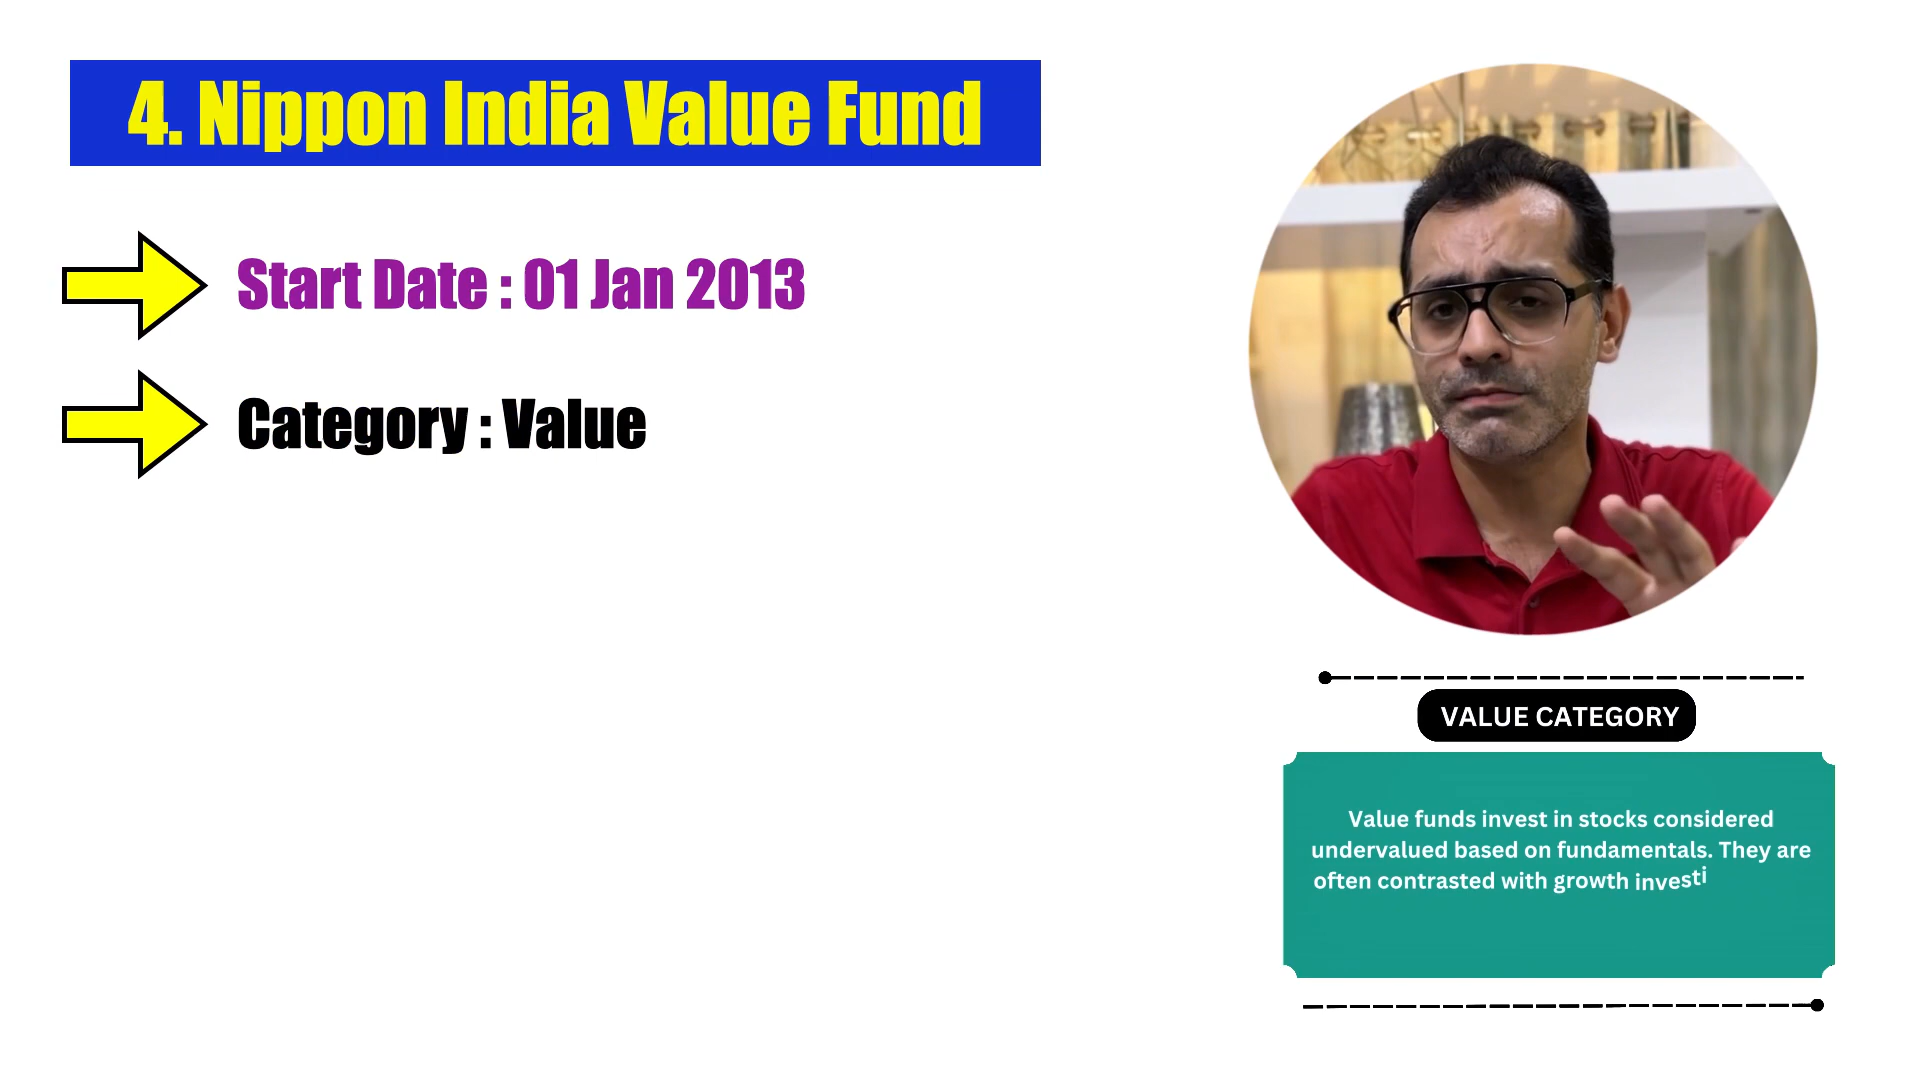 4. Nippon India Value Fund
Start Date : 01 Jan 2013
Category : Value
VALUE CATEGORY
Value funds invest in stocks considered
undervalued based on fundamentals. They are
often contrasted with growth investi